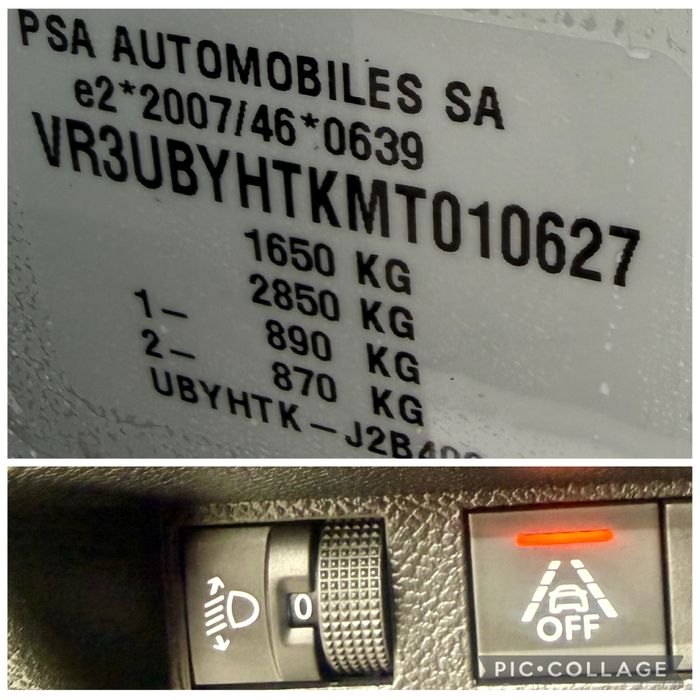 PSA AUTOMOBILES SA
e2*2007/46*0639
VR3UBYHTKMT010627
1650 KG
2850 KG
1– 890 KG
2– 870 KG
0
OFF
PIC•COLLAGE